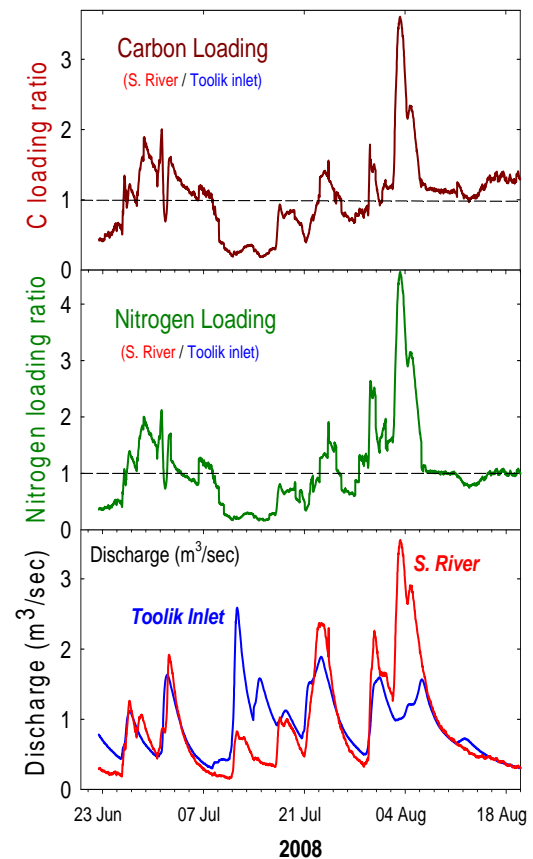 C loading ratio
3
2
1
0
Carbon Loading
(S. River / Toolik inlet)
Nitrogen loading ratio
4
3
2
1
0
Nitrogen Loading
(S. River / Toolik inlet)
Discharge (m³/sec)
3
2
1
0
Discharge (m³/sec)
S. River
Toolik Inlet
23 Jun 07 Jul 21 Jul 04 Aug 18 Aug
2008